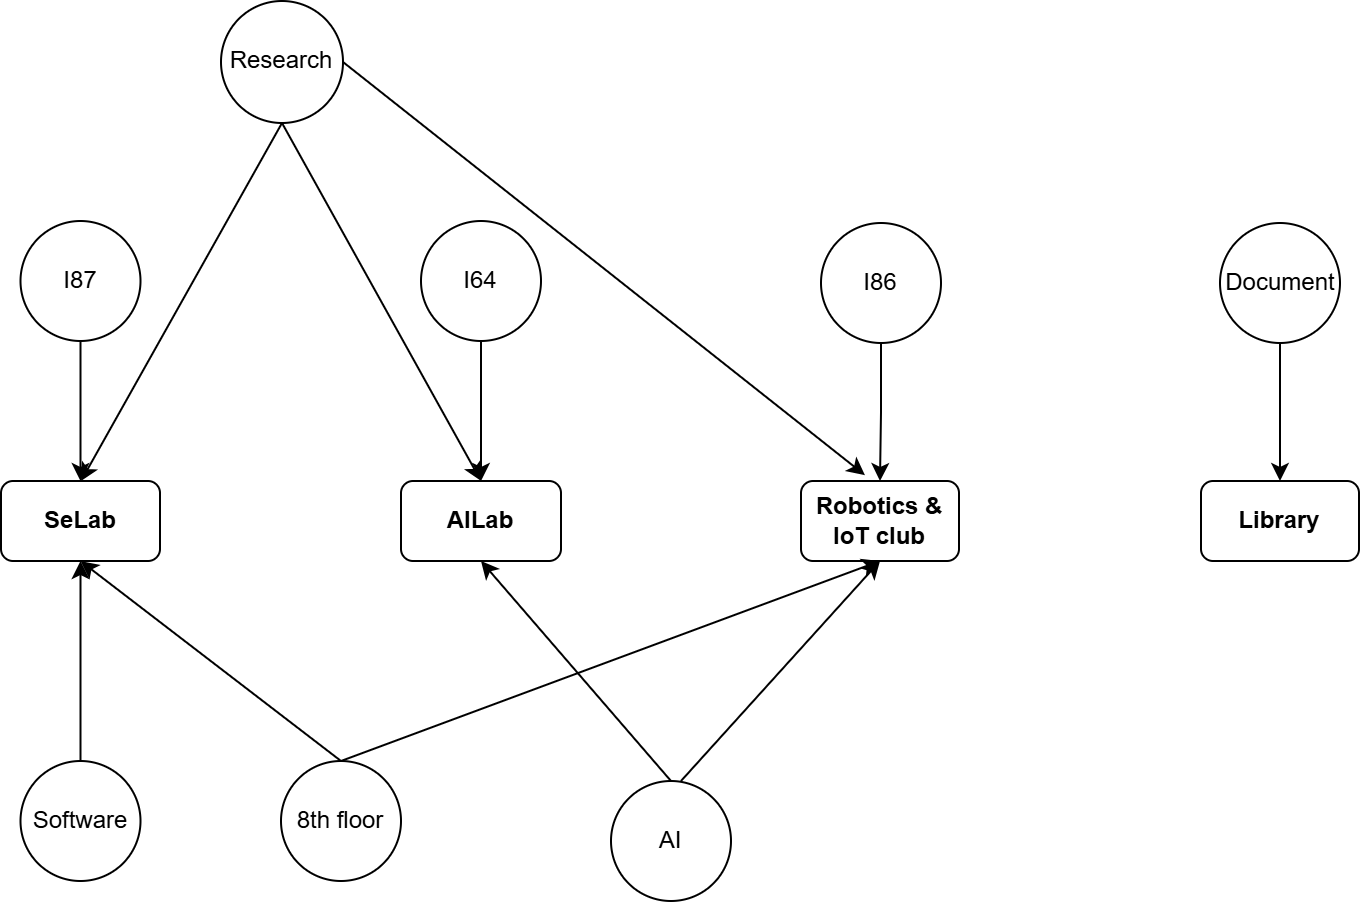 Research
I87
I64
I86
Document
SeLab
AILab
Robotics &
IoT club
Library
Software
8th floor
AI